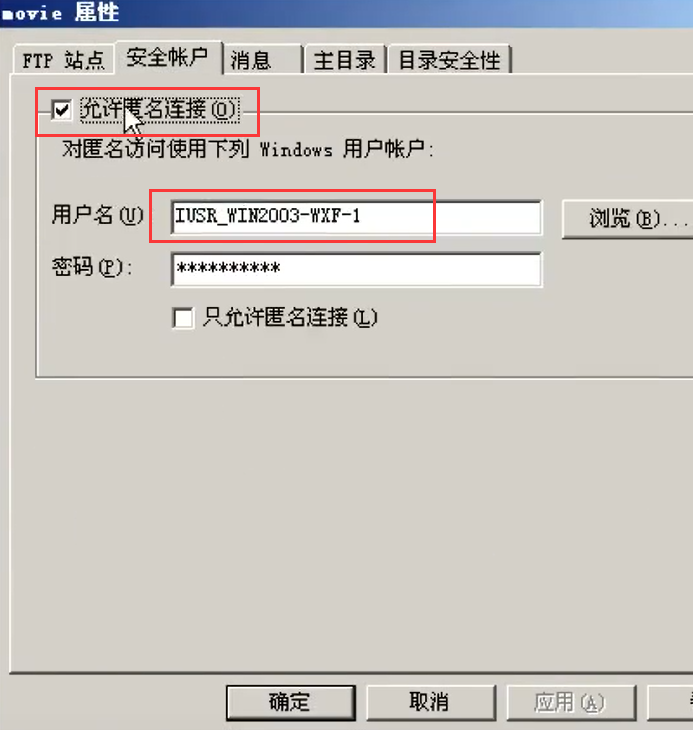 movie 属性
FTP 站点 安全帐户 消息 主目录 目录安全性
允许匿名连接(O)
对匿名访问使用下列 Windows 用户帐户:
用户名(U) IUSR_WIN2003-WXF-1 浏览(B)...
密码(P): **********
只允许匿名连接(L)
确定 取消 应用(A)